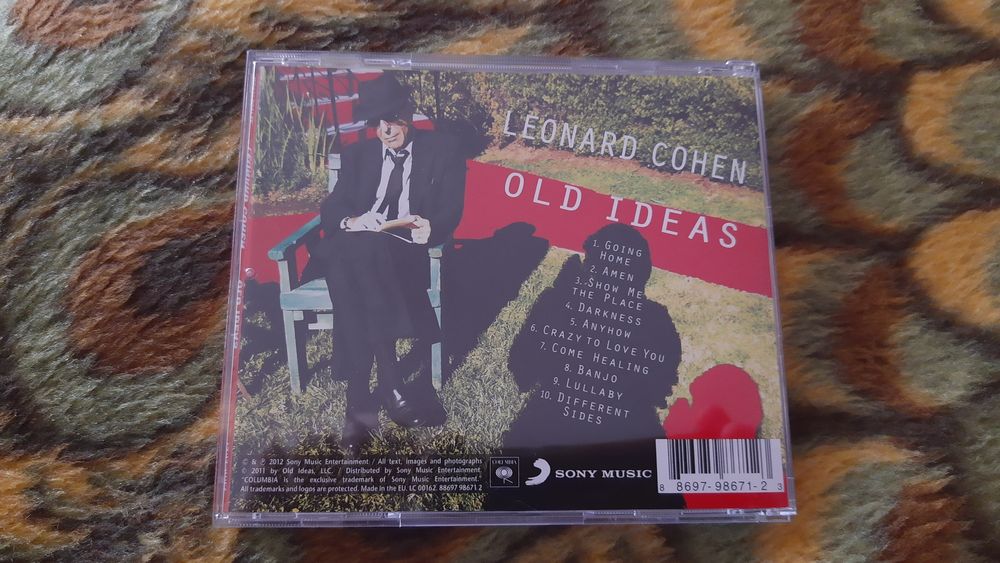 LEONARD COHEN
OLD IDEAS
1. GOING
HOME
2. AMEN
3. SHOW ME
THE PLACE
4. DARKNESS
5. ANYHOW
6. CRAZY TO LOVE YOU
7. COME HEALING
8. BANJO
9. LULLABY
10. DIFFERENT
SIDES
© & ℗ 2012 Sony Music Entertainment / All text, images and photographs
© 2011 by Old Ideas, LLC. / Distributed by Sony Music Entertainment.
"COLUMBIA is the exclusive trademark of Sony Music Entertainment."
All trademarks and logos are protected. Made in the EU. LC 00162 88697 98671 2
COLUMBIA
SONY MUSIC
8 8697-98671-2 3